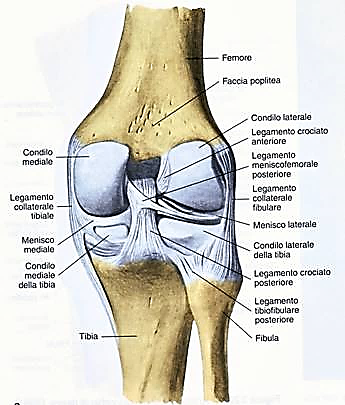 Femore
Faccia poplitea
Condilo laterale
Legamento crociato
anteriore
Legamento
meniscofemorale
posteriore
Legamento
collaterale
fibulare
Menisco laterale
Condilo laterale
della tibia
Legamento crociato
posteriore
Legamento
tibiofibulare
posteriore
Fibula
Condilo
mediale
Legamento
collaterale
tibiale
Menisco
mediale
Condilo
mediale
della tibia
Tibia